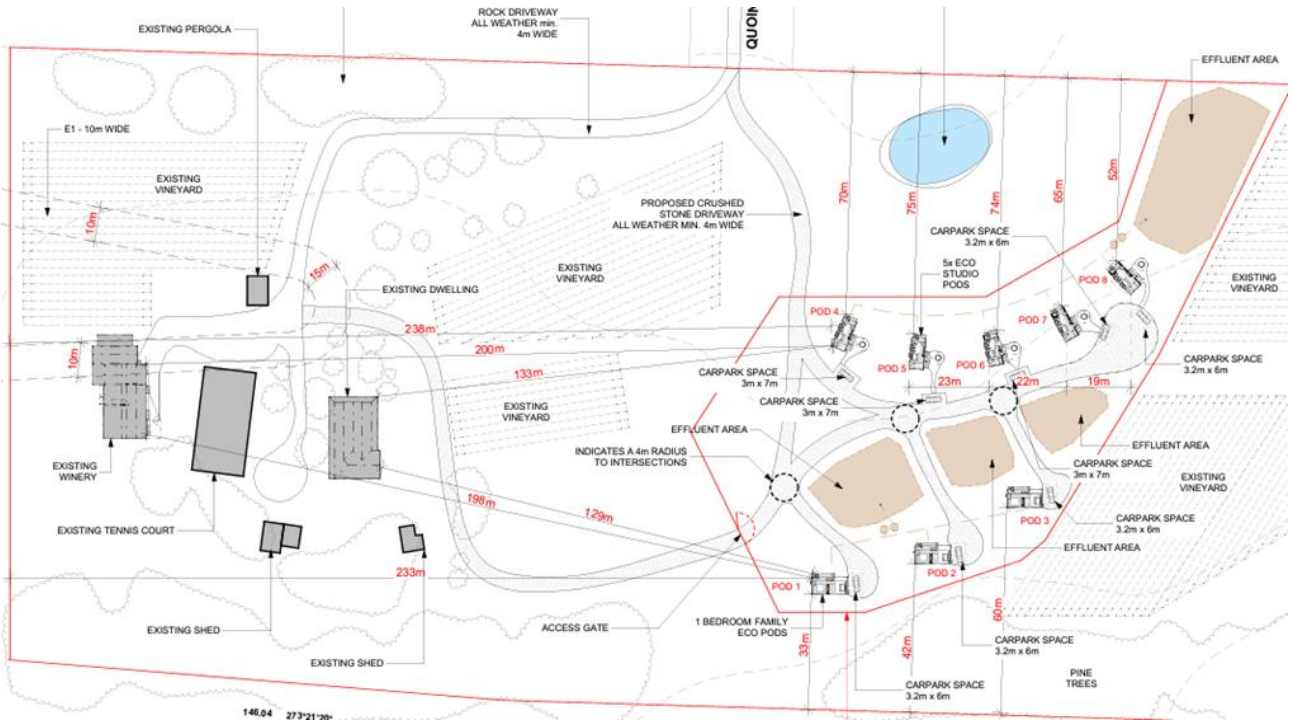 ROCK DRIVEWAY
ALL WEATHER min.
4m WIDE
QUOIN
EXISTING PERGOLA
EFFLUENT AREA
E1 - 10m WIDE
EXISTING
VINEYARD
10m
15m
PROPOSED CRUSHED
STONE DRIVEWAY
ALL WEATHER MIN. 4m WIDE
70m
75m
74m
65m
52m
CARPARK SPACE
3.2m x 6m
5x ECO
STUDIO
PODS
EXISTING
VINEYARD
EXISTING DWELLING
EXISTING
VINEYARD
POD 8
POD 4
POD 7
POD 5
POD 6
238m
200m
133m
10m
CARPARK SPACE
3m x 7m
23m
22m
19m
CARPARK SPACE
3.2m x 6m
CARPARK SPACE
3m x 7m
EXISTING
VINEYARD
EFFLUENT AREA
EFFLUENT AREA
INDICATES A 4m RADIUS
TO INTERSECTIONS
CARPARK SPACE
3m x 7m
EXISTING
VINEYARD
EXISTING
WINERY
198m
129m
POD 3
CARPARK SPACE
3.2m x 6m
EXISTING TENNIS COURT
EFFLUENT AREA
233m
POD 1
POD 2
EXISTING SHED
ACCESS GATE
1 BEDROOM FAMILY
ECO PODS
33m
42m
60m
CARPARK SPACE
3.2m x 6m
EXISTING SHED
CARPARK SPACE
3.2m x 6m
PINE
TREES
146.04 273°21'20"